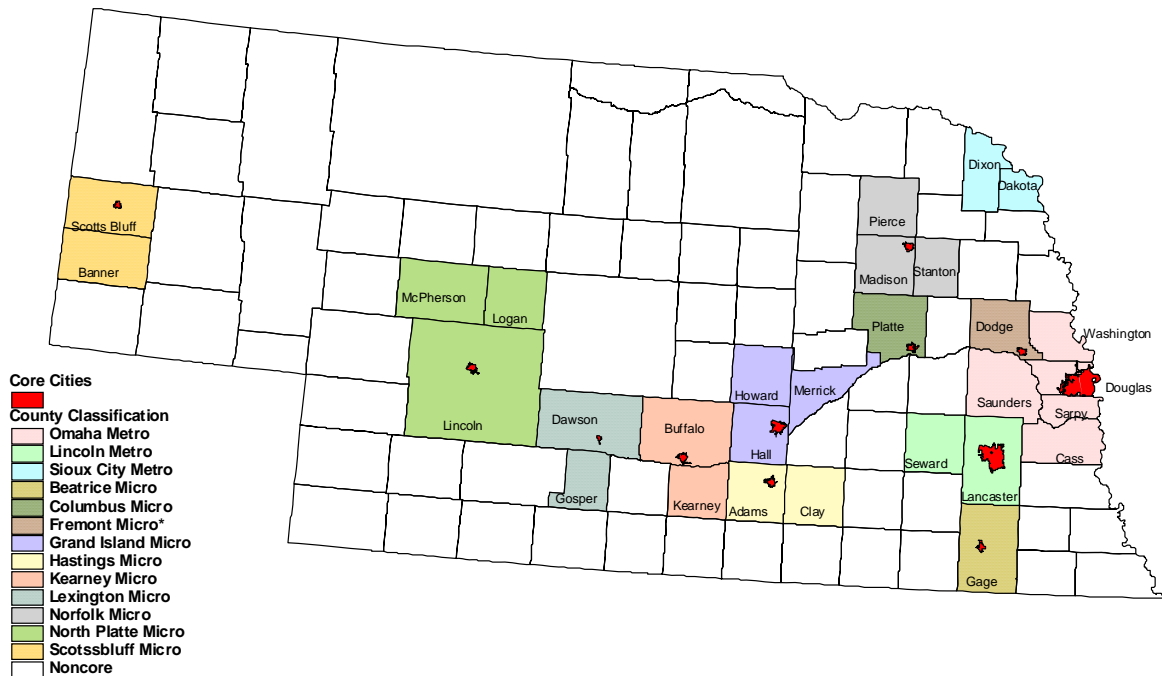 Dixon
Dakota
Pierce
Scotts Bluff
Madison
Stanton
Banner
McPherson
Logan
Platte
Dodge
Washington
Core Cities
Douglas
County Classification
Howard
Merrick
Saunders
Sarpy
Omaha Metro
Lincoln
Dawson
Buffalo
Lincoln Metro
Hall
Seward
Cass
Sioux City Metro
Beatrice Micro
Gosper
Kearney
Adams
Clay
Lancaster
Columbus Micro
Fremont Micro*
Grand Island Micro
Hastings Micro
Kearney Micro
Gage
Lexington Micro
Norfolk Micro
North Platte Micro
Scotssbluff Micro
Noncore